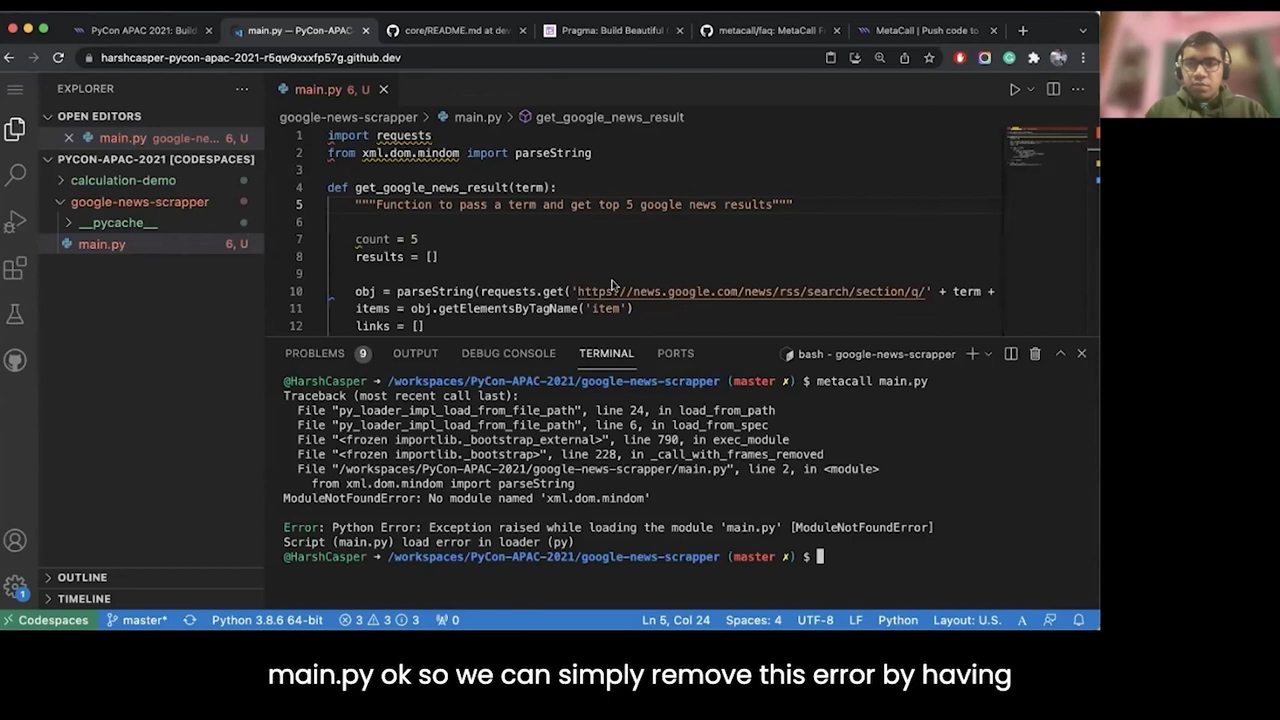 PyCon APAC 2021: Build
main.py — PyCon-APAC-
core/README.md at dev
Pragma: Build Beautiful
metacall/faq: MetaCall F
MetaCall | Push code to
harshcasper-pycon-apac-2021-r5qw9xxxfp57g.github.dev
EXPLORER
main.py 6, U
OPEN EDITORS
google-news-scrapper > main.py > get_google_news_result
main.py google-ne... 6, U
PYCON-APAC-2021 [CODESPACES]
calculation-demo
google-news-scrapper
__pycache__
main.py 6, U
1 import requests
2 from xml.dom.mindom import parseString
3
4 def get_google_news_result(term):
5 """Function to pass a term and get top 5 google news results"""
6
7 count = 5
8 results = []
9
10 obj = parseString(requests.get('https://news.google.com/news/rss/search/section/q/' + term +
11 items = obj.getElementsByTagName('item')
12 links = []
PROBLEMS 9 OUTPUT DEBUG CONSOLE TERMINAL PORTS bash - google-news-scrapper
@HarshCasper → /workspaces/PyCon-APAC-2021/google-news-scrapper (master ✗) $ metacall main.py
Traceback (most recent call last):
File "py_loader_impl_load_from_file_path", line 24, in load_from_path
File "py_loader_impl_load_from_file_path", line 6, in load_from_spec
File "<frozen importlib._bootstrap_external>", line 790, in exec_module
File "<frozen importlib._bootstrap>", line 228, in _call_with_frames_removed
File "/workspaces/PyCon-APAC-2021/google-news-scrapper/main.py", line 2, in <module>
from xml.dom.mindom import parseString
ModuleNotFoundError: No module named 'xml.dom.mindom'
Error: Python Error: Exception raised while loading the module 'main.py' [ModuleNotFoundError]
Script (main.py) load error in loader (py)
@HarshCasper → /workspaces/PyCon-APAC-2021/google-news-scrapper (master ✗) $
OUTLINE
TIMELINE
1
Codespaces master* Python 3.8.6 64-bit 3 3 3 0 Ln 5, Col 24 Spaces: 4 UTF-8 LF Python Layout: U.S.
main.py ok so we can simply remove this error by having